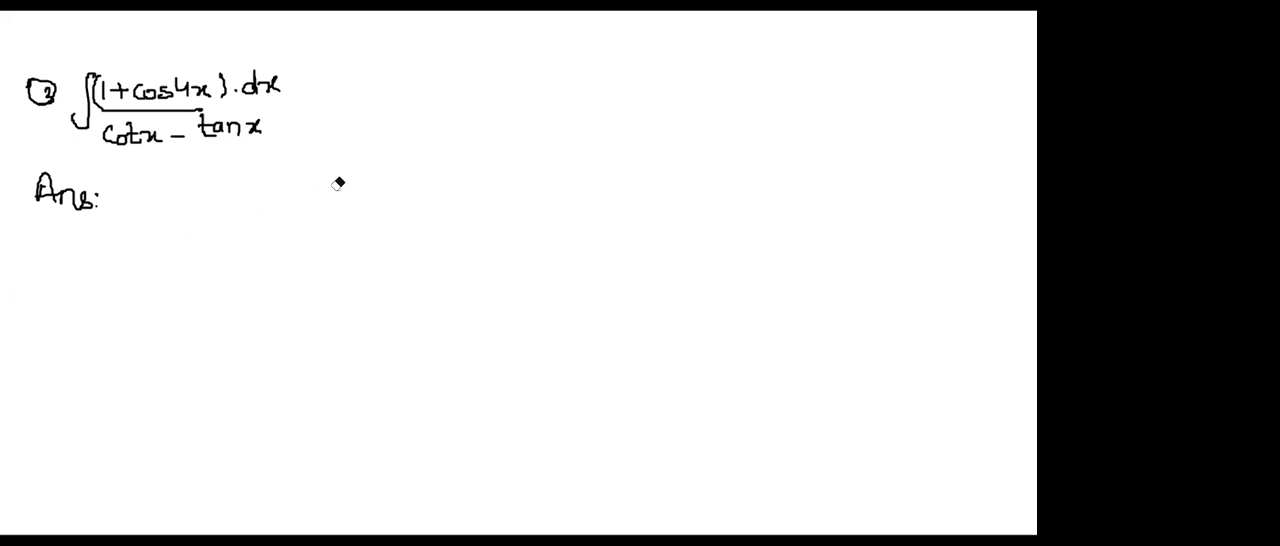 ② ∫(1+cos4x).dx
cotx - tanx
Ans: